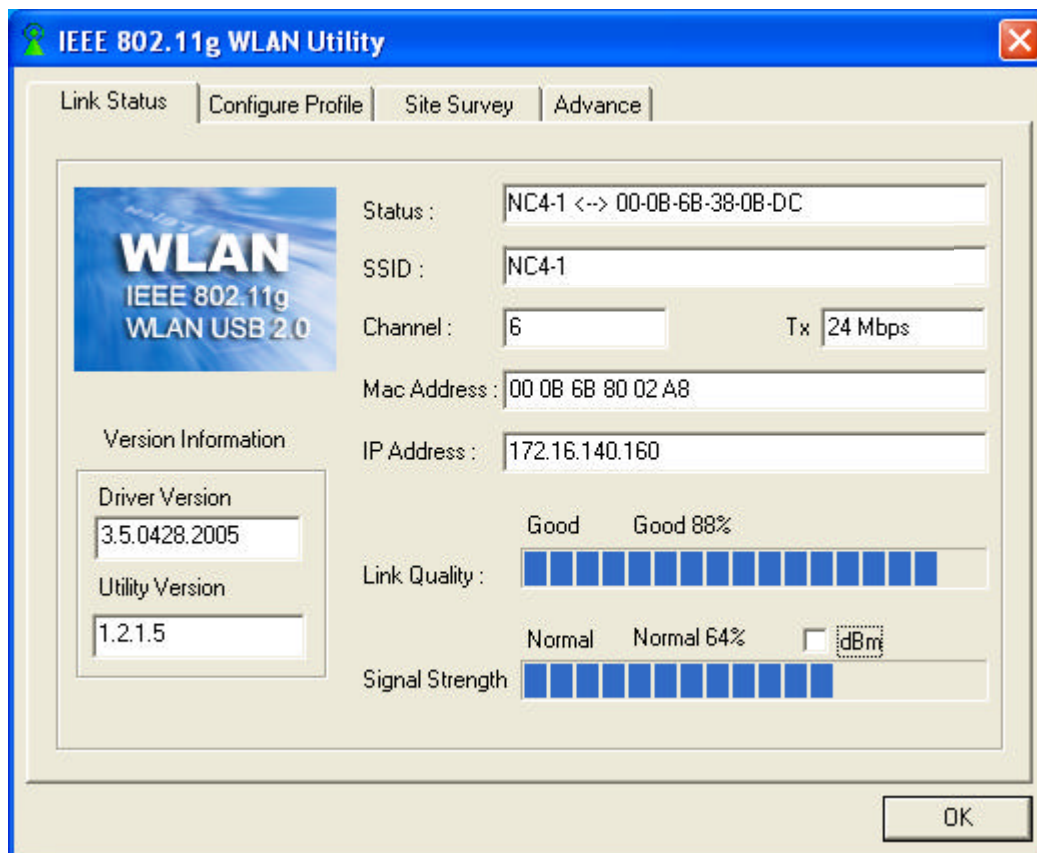 IEEE 802.11g WLAN Utility
Link Status
Configure Profile
Site Survey
Advance
WLAN
IEEE 802.11g
WLAN USB 2.0
Status :
NC4-1 <--> 00-0B-6B-38-0B-DC
SSID :
NC4-1
Channel :
6
Tx
24 Mbps
Mac Address :
00 0B 6B 80 02 A8
IP Address :
172.16.140.160
Version Information
Driver Version
3.5.0428.2005
Utility Version
1.2.1.5
Good
Good 88%
Link Quality :
Normal
Normal 64%
dBm
Signal Strength
OK